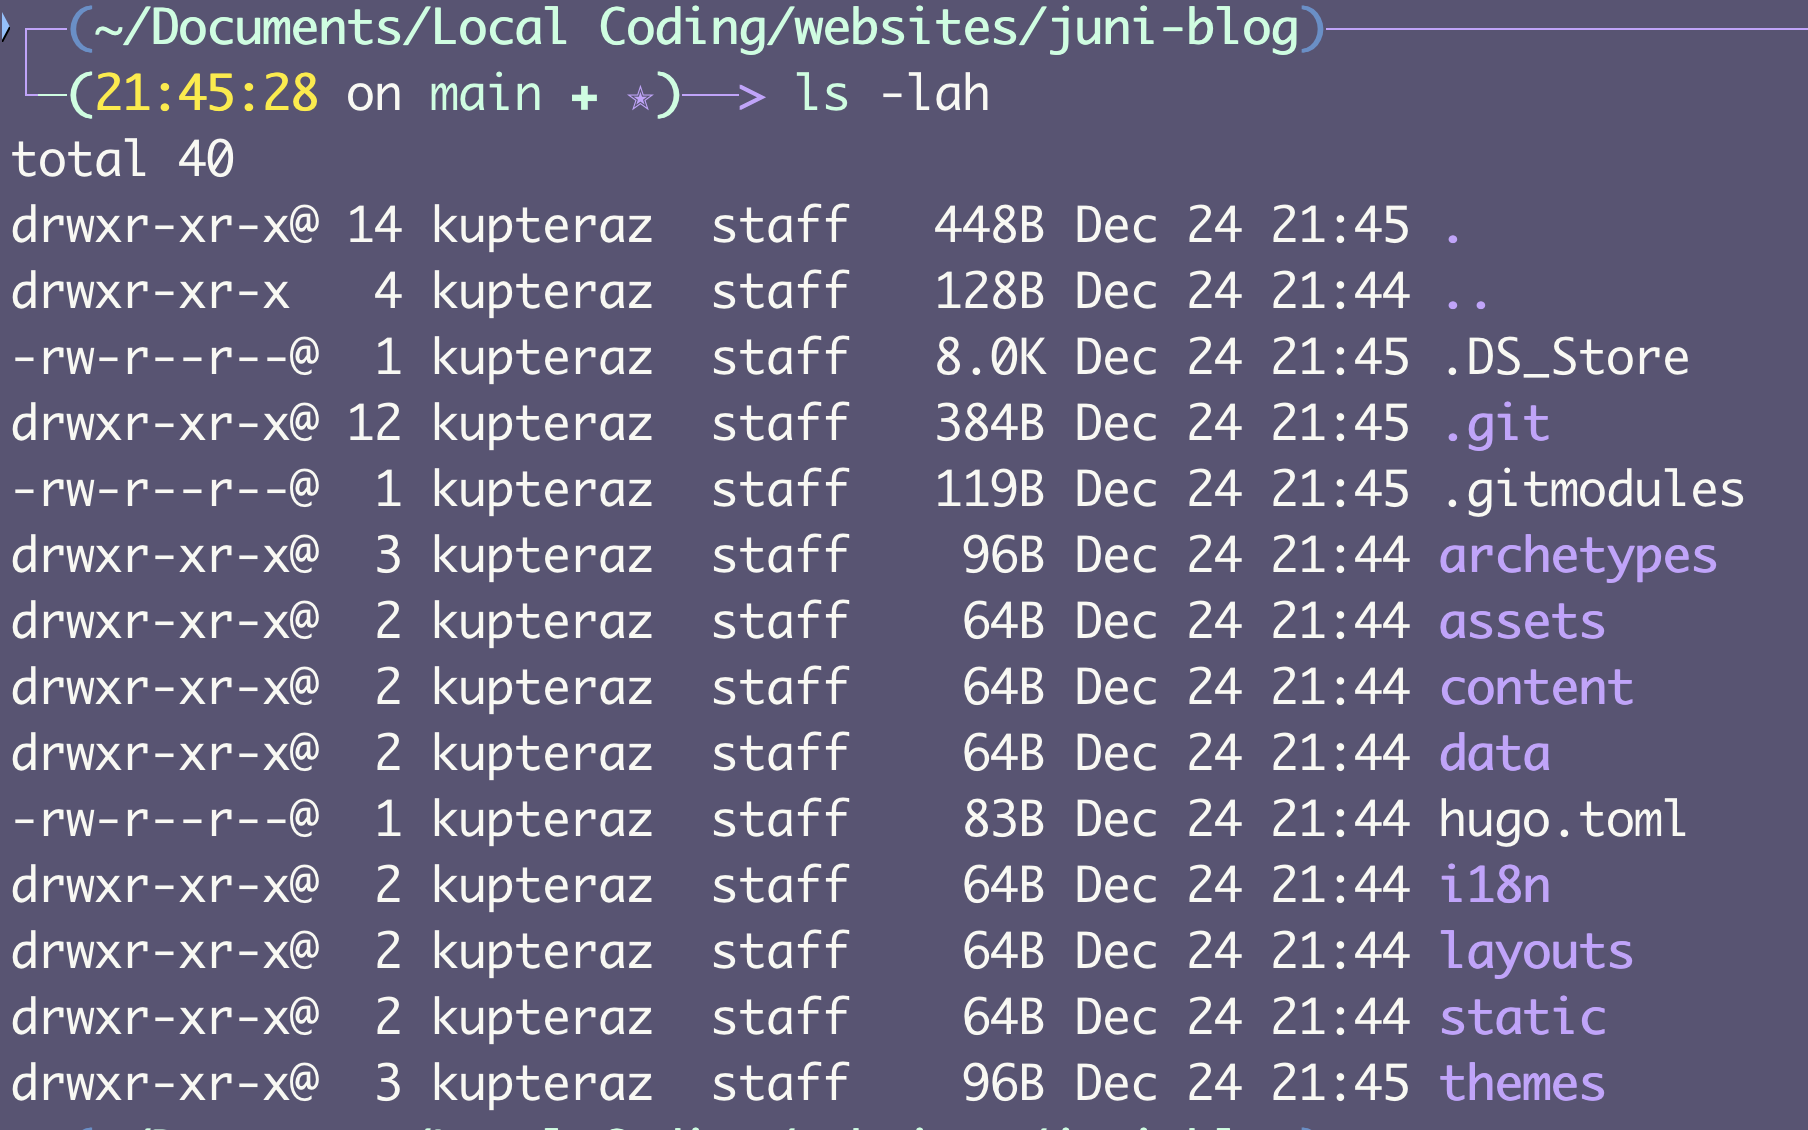 (~/Documents/Local Coding/websites/juni-blog)
(21:45:28 on main ✚ ✭)──> ls -lah
total 40
drwxr-xr-x@ 14 kupteraz  staff   448B Dec 24 21:45 .
drwxr-xr-x   4 kupteraz  staff   128B Dec 24 21:44 ..
-rw-r--r--@  1 kupteraz  staff   8.0K Dec 24 21:45 .DS_Store
drwxr-xr-x@ 12 kupteraz  staff   384B Dec 24 21:45 .git
-rw-r--r--@  1 kupteraz  staff   119B Dec 24 21:45 .gitmodules
drwxr-xr-x@  3 kupteraz  staff    96B Dec 24 21:44 archetypes
drwxr-xr-x@  2 kupteraz  staff    64B Dec 24 21:44 assets
drwxr-xr-x@  2 kupteraz  staff    64B Dec 24 21:44 content
drwxr-xr-x@  2 kupteraz  staff    64B Dec 24 21:44 data
-rw-r--r--@  1 kupteraz  staff    83B Dec 24 21:44 hugo.toml
drwxr-xr-x@  2 kupteraz  staff    64B Dec 24 21:44 i18n
drwxr-xr-x@  2 kupteraz  staff    64B Dec 24 21:44 layouts
drwxr-xr-x@  2 kupteraz  staff    64B Dec 24 21:44 static
drwxr-xr-x@  3 kupteraz  staff    96B Dec 24 21:45 themes